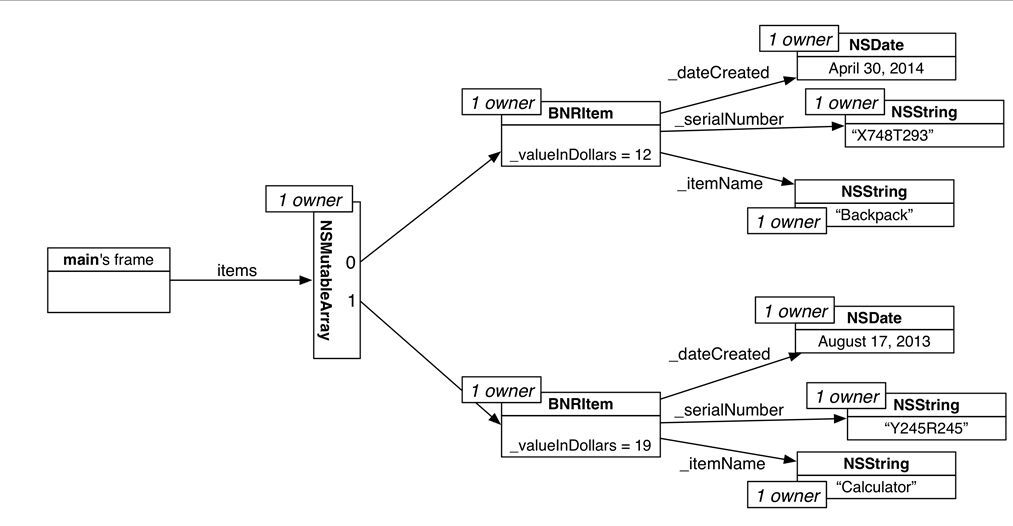 1 owner
NSDate
April 30, 2014
_dateCreated
1 owner
NSString
"X748T293"
_serialNumber
1 owner
BNRItem
_valueInDollars = 12
_itemName
NSString
"Backpack"
1 owner
1 owner
NSMutableArray
0
1
main's frame
items
1 owner
NSDate
August 17, 2013
_dateCreated
1 owner
NSString
"Y245R245"
_serialNumber
1 owner
BNRItem
_valueInDollars = 19
_itemName
NSString
"Calculator"
1 owner